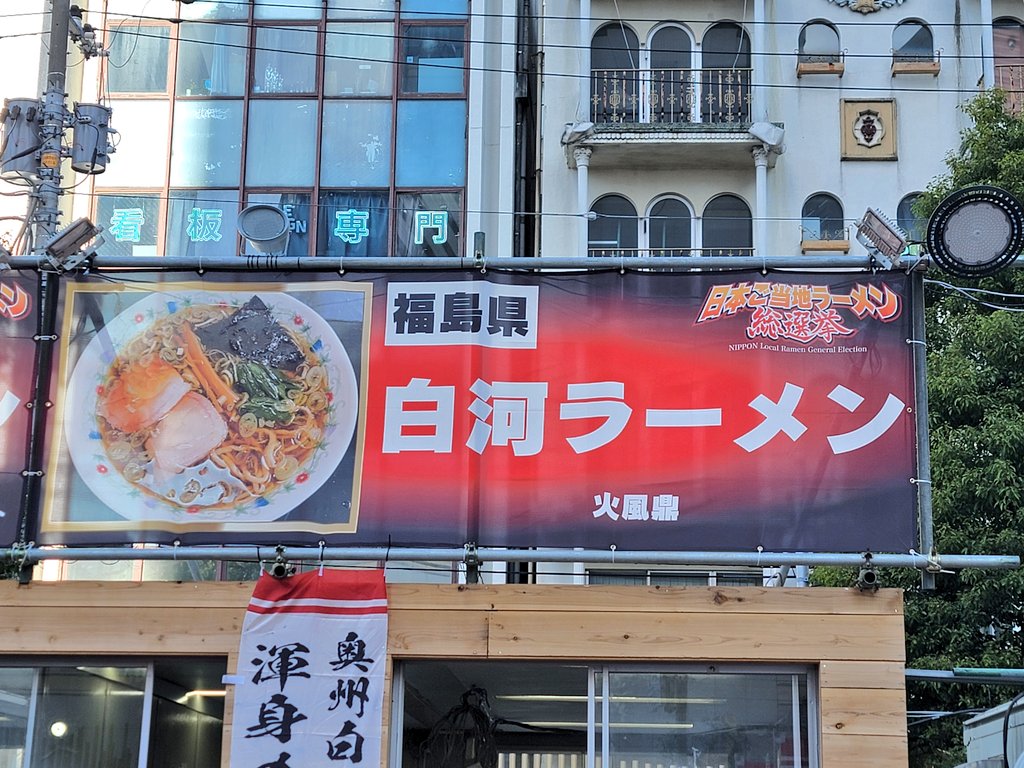 看板専門
福島県
日本ご当地ラーメン
総選挙
NIPPON Local Ramen General Election
白河ラーメン
火風鼎
奥州白
渾身